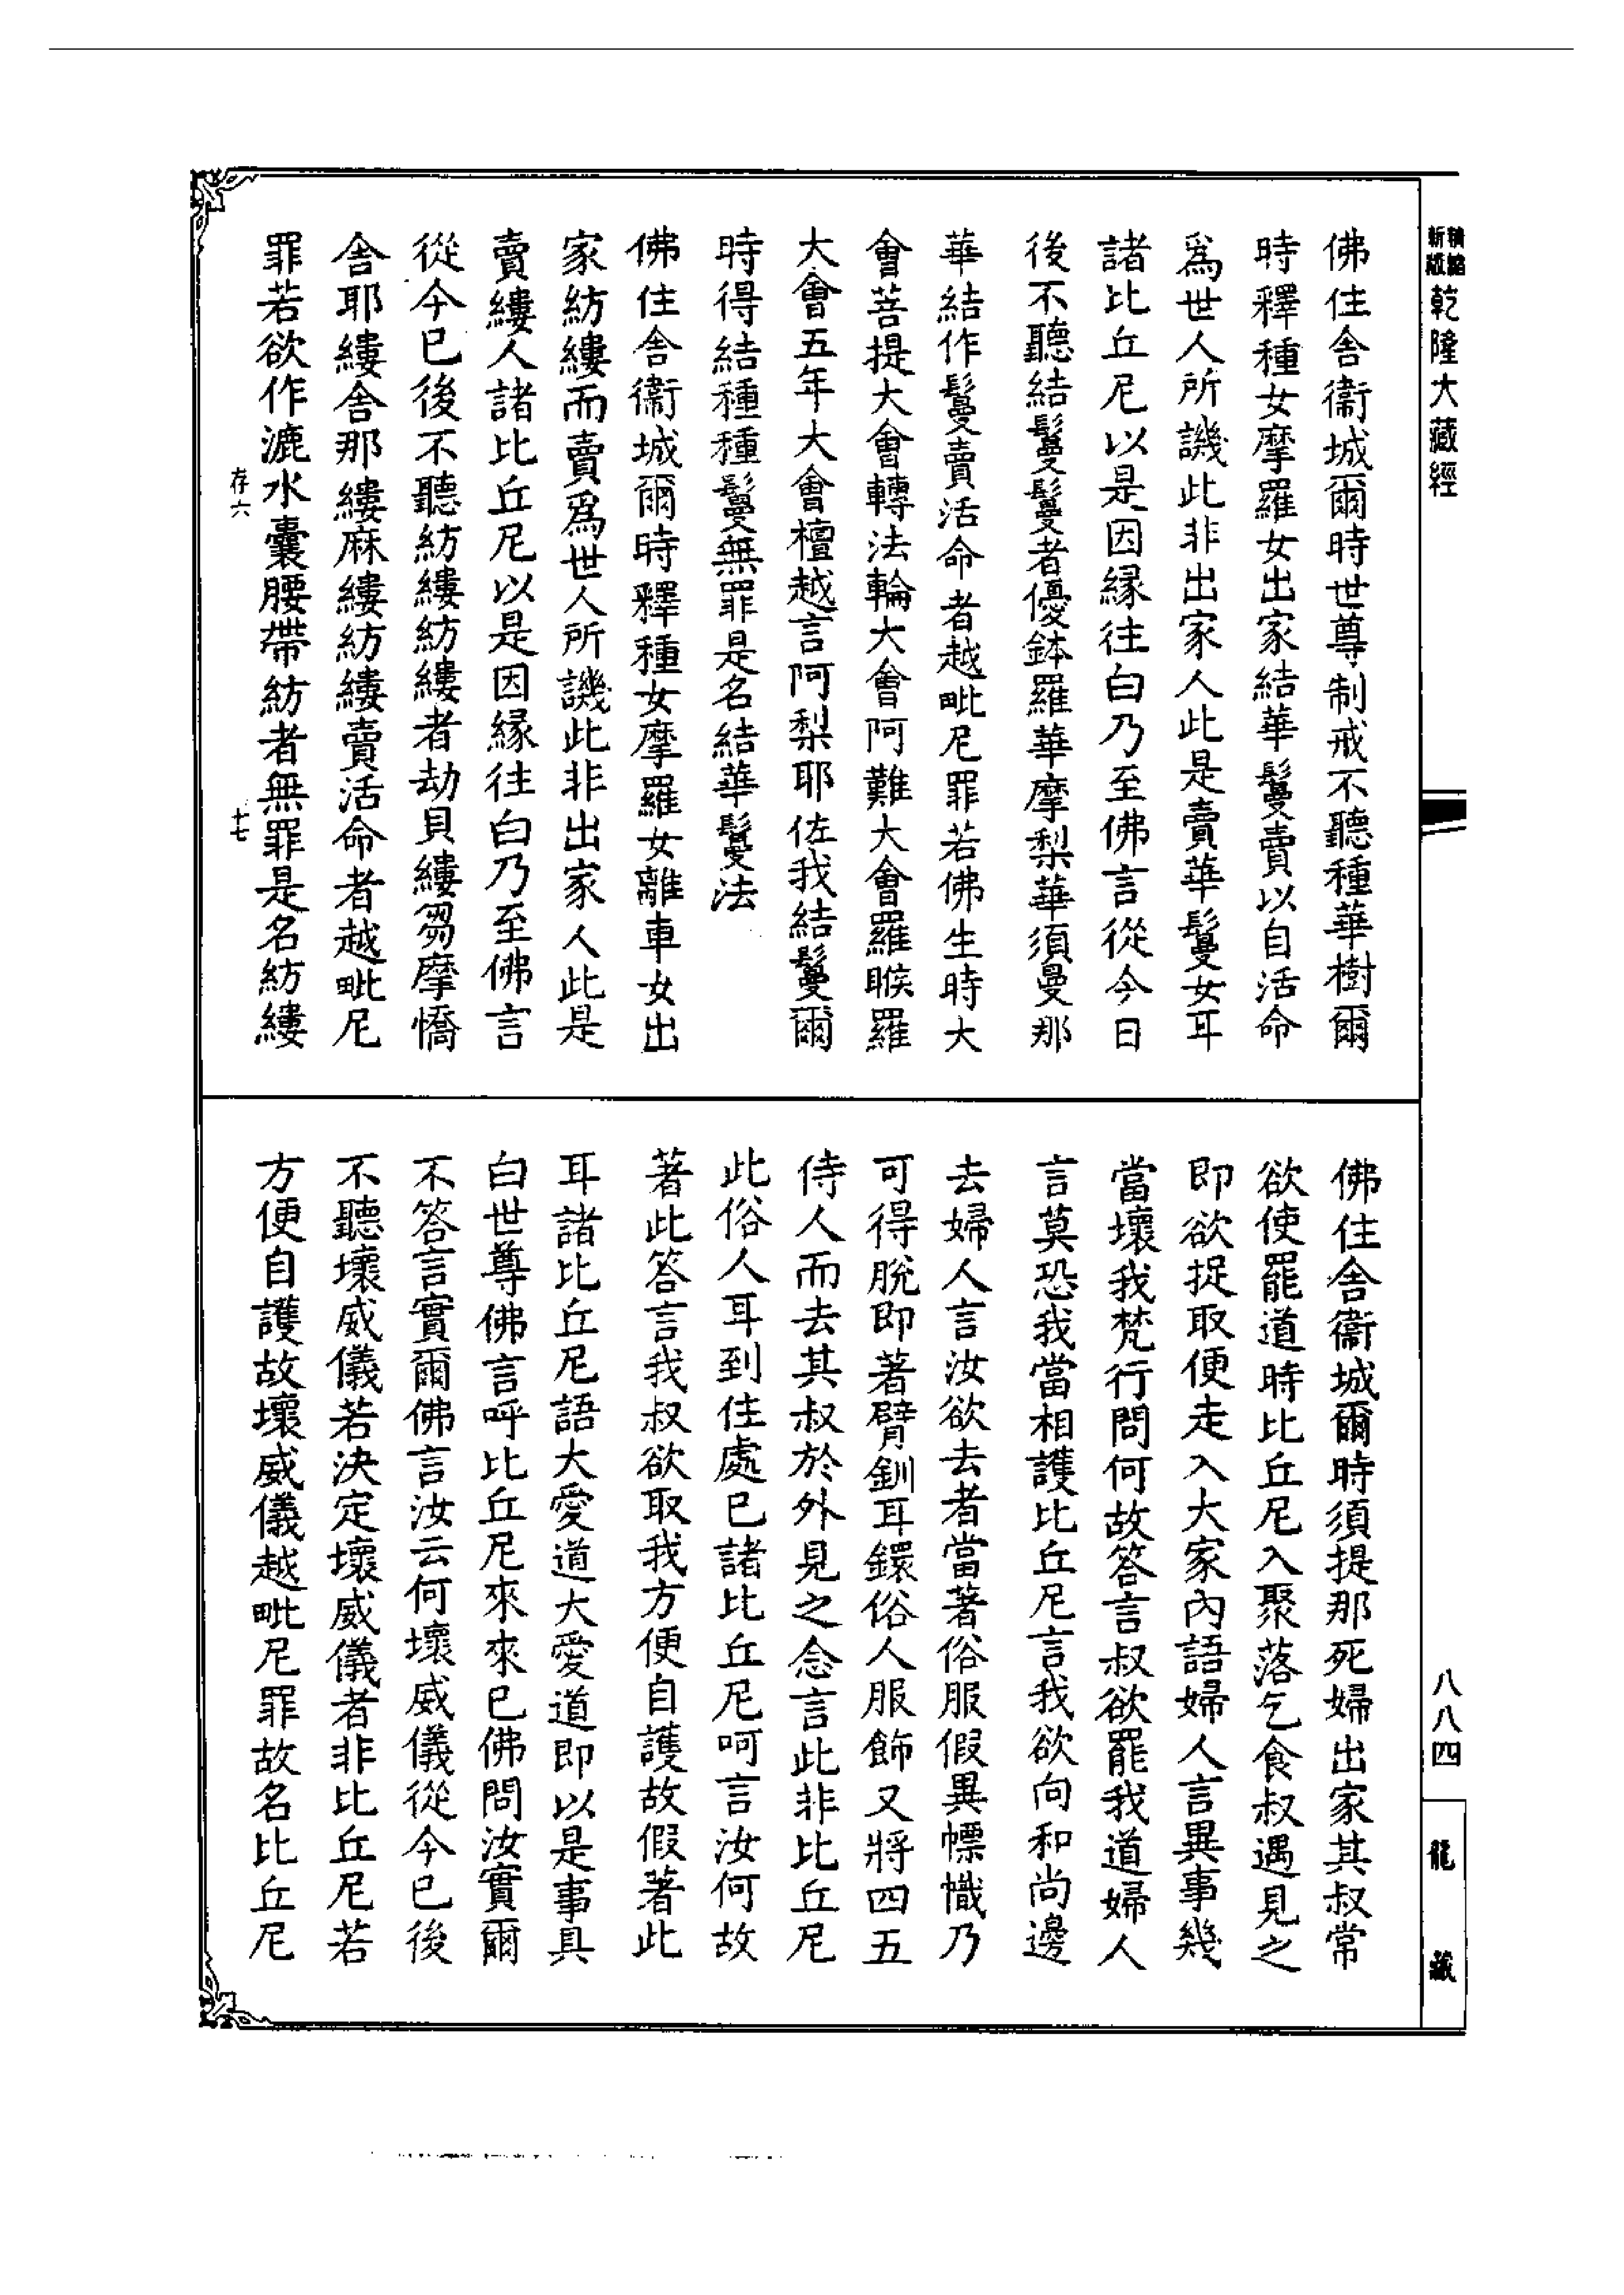 新版精縮乾隆大藏經
佛住舍衞城爾時世尊制戒不聽種華樹爾
時釋種女摩羅女出家結華鬘賣以自活命
爲世人所譏此非出家人此是賣華鬘女耳
諸比丘尼以是因緣往白乃至佛言從今日
後不聽結鬘鬘者優鉢羅華摩梨華須曼那
華結作鬘賣活命者越毗尼罪若佛生時大
會菩提大會轉法輪大會阿難大會羅睺羅
大會五年大會檀越言阿梨耶佐我結鬘爾
時得結種種鬘無罪是名結華鬘法
佛住舍衞城爾時釋種女摩羅女離車女出
家紡縷而賣爲世人所譏此非出家人此是
賣縷人諸比丘尼以是因緣往白乃至佛言
從今已後不聽紡縷紡縷者劫貝縷芻摩憍
舍耶縷舍那縷麻縷紡縷賣活命者越毗尼
罪若欲作漉水囊腰帶紡者無罪是名紡縷
存六
十七
佛住舍衞城爾時須提那死婦出家其叔常
欲使罷道時比丘尼入聚落乞食叔遇見之
即欲捉取便走入大家內語婦人言異事幾
當壞我梵行問何故答言叔欲罷我道婦人
言莫恐我當相護比丘尼言我欲向和尚邊
去婦人言汝欲去者當著俗服假異幖幟乃
可得脫即著臂釧耳鐶俗人服飾又將四五
侍人而去其叔於外見之念言此非比丘尼
此俗人耳到住處已諸比丘尼呵言汝何故
著此答言我叔欲取我方便自護故假著此
耳諸比丘尼語大愛道大愛道即以是事具
白世尊佛言呼比丘尼來來已佛問汝實爾
不答言實爾佛言汝云何壞威儀從今已後
不聽壞威儀若決定壞威儀者非比丘尼若
方便自護故壞威儀越毗尼罪故名比丘尼
八八四
龍藏